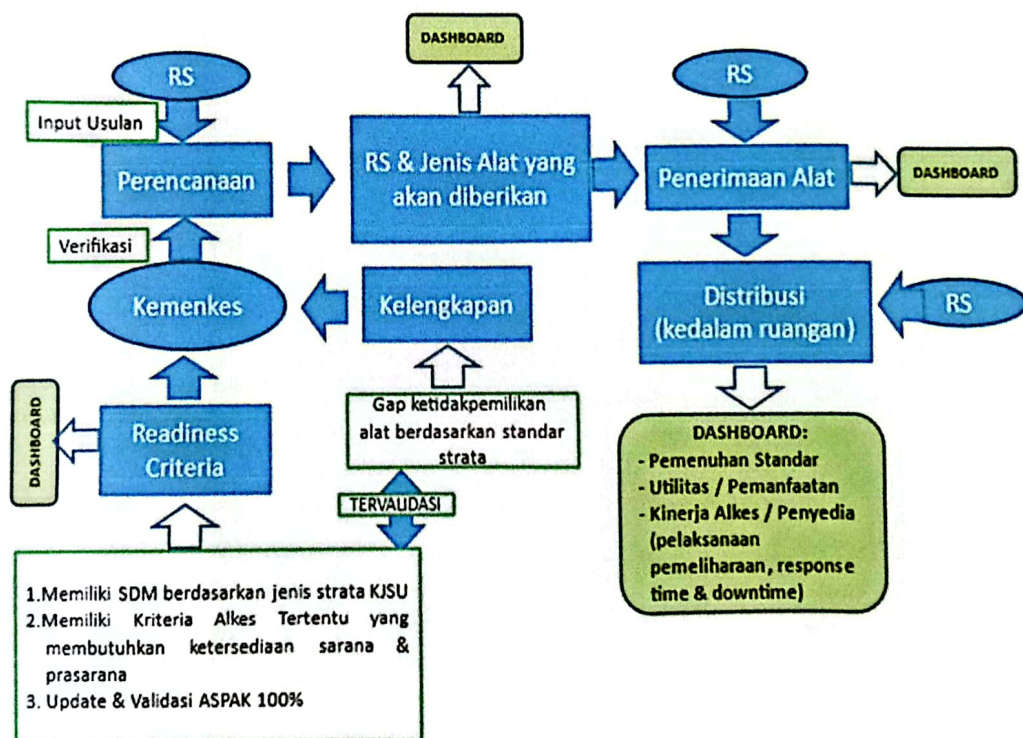 DASHBOARD
RS
RS
Input Usulan
Perencanaan
RS & Jenis Alat yang
akan diberikan
Penerimaan Alat
DASHBOARD
Verifikasi
Kemenkes
Kelengkapan
Distribusi
(kedalam ruangan)
RS
DASHBOARD
Readiness
Criteria
Gap ketidakpemilikan
alat berdasarkan standar
strata
TERVALIDASI
DASHBOARD:
- Pemenuhan Standar
- Utilitas / Pemanfaatan
- Kinerja Alkes / Penyedia
(pelaksanaan
pemeliharaan, response
time & downtime)
1.Memiliki SDM berdasarkan jenis strata KJSU
2.Memiliki Kriteria Alkes Tertentu yang
membutuhkan ketersediaan sarana &
prasarana
3. Update & Validasi ASPAK 100%